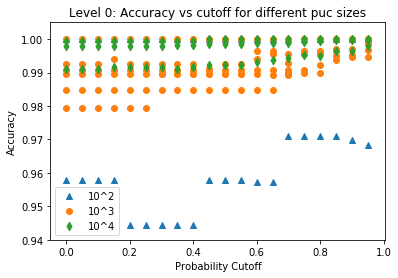 Level 0: Accuracy vs cutoff for different puc sizes
1.00
0.99
0.98
0.97
0.96
0.95
0.94
Accuracy
10^2
10^3
10^4
0.0 0.2 0.4 0.6 0.8 1.0
Probability Cutoff